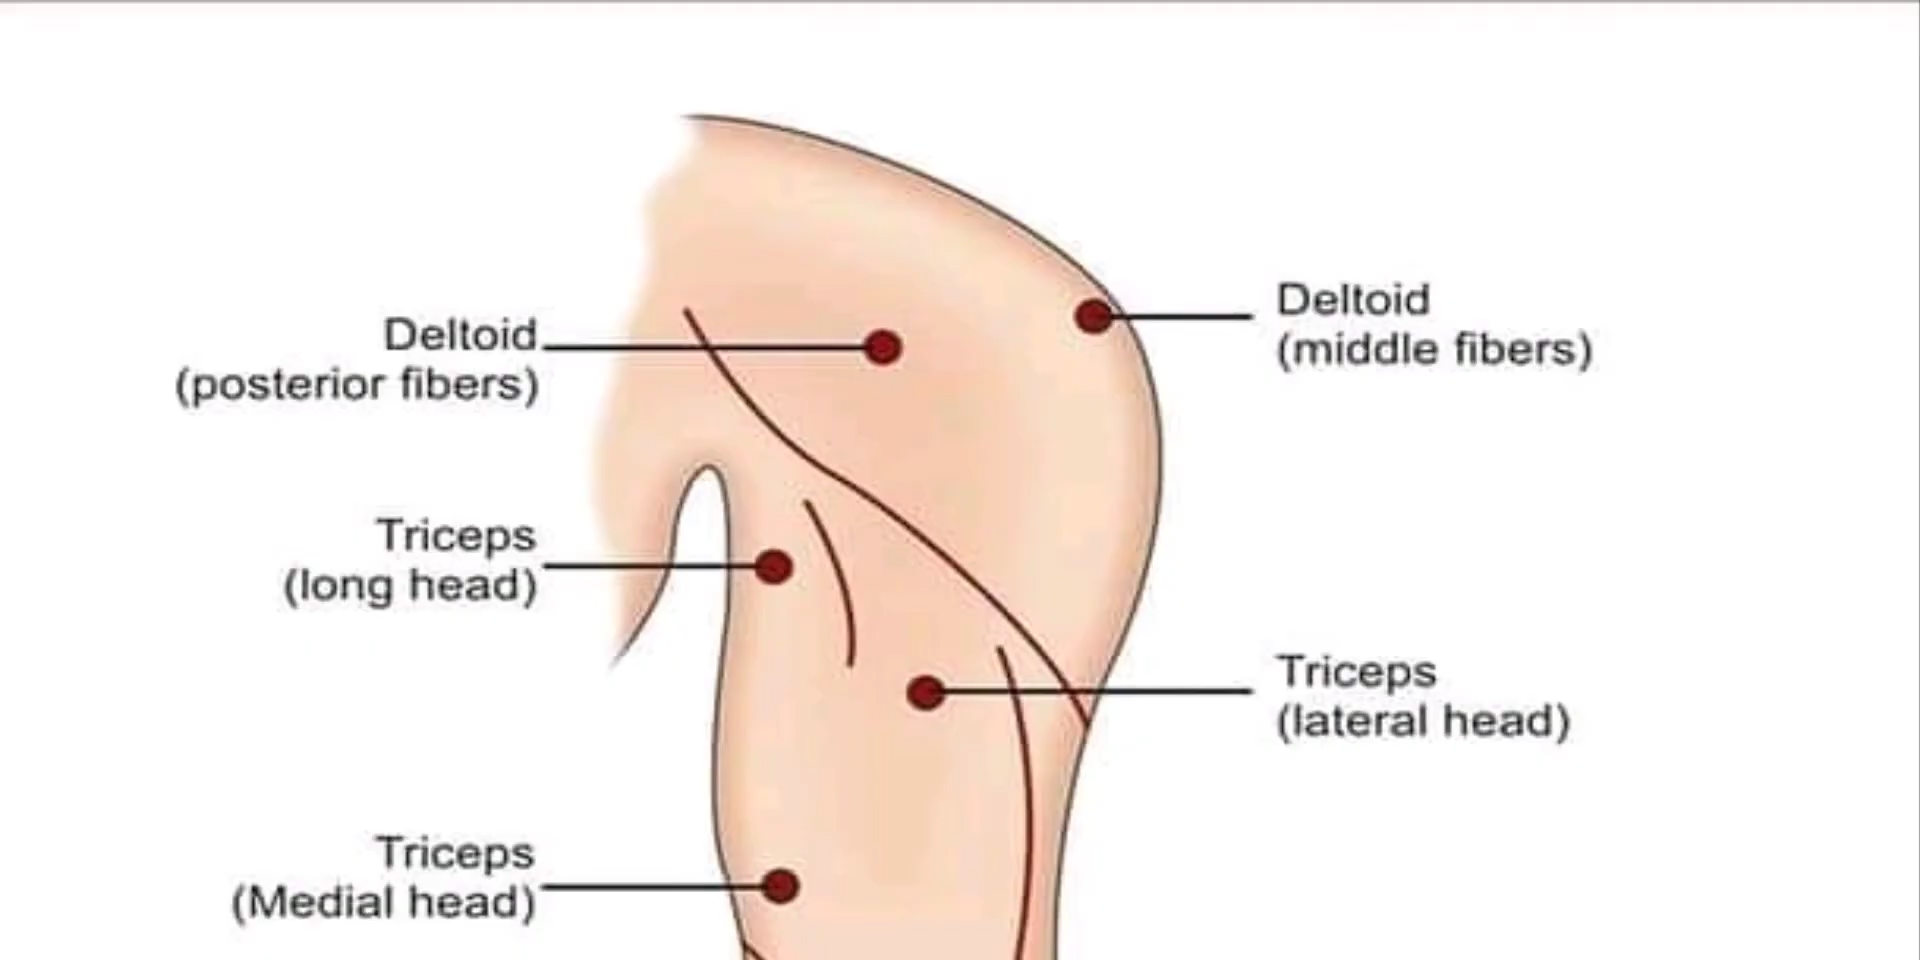 Deltoid
(posterior fibers)
Deltoid
(middle fibers)
Triceps
(long head)
Triceps
(lateral head)
Triceps
(Medial head)